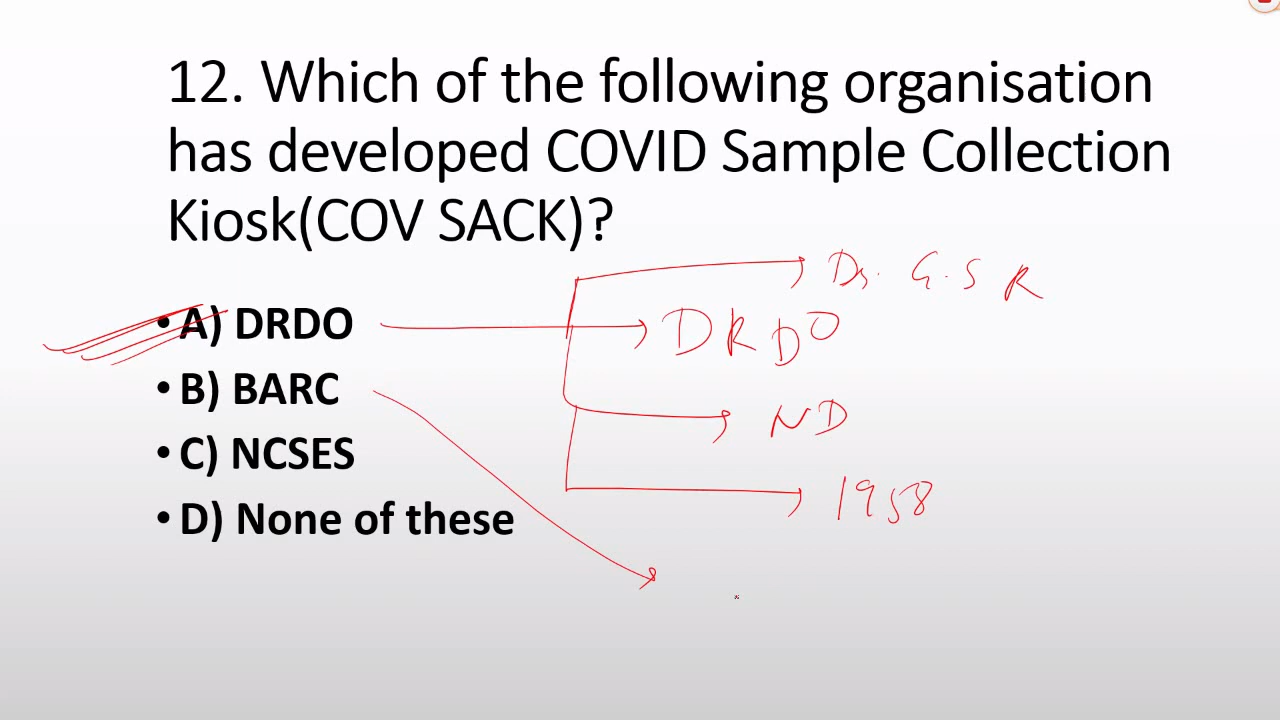 12. Which of the following organisation
has developed COVID Sample Collection
Kiosk(COV SACK)?
• A) DRDO
• B) BARC
• C) NCSES
• D) None of these
Dr. G.S R
DRDO
ND
1958